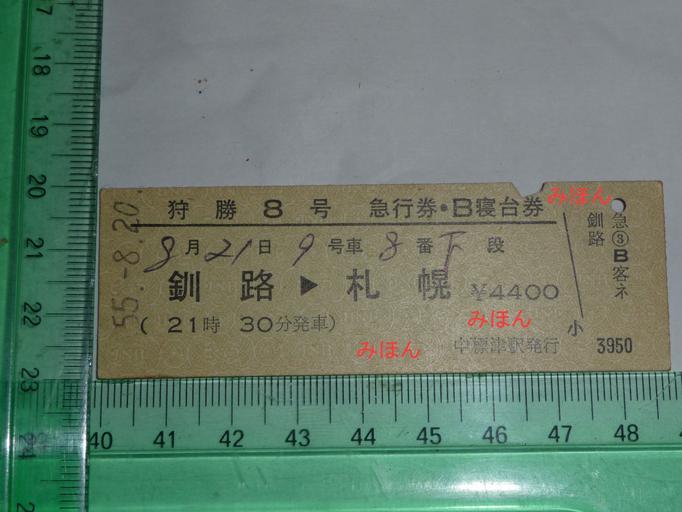 狩勝8号 急行券・B寝台券
みほん
55.-8.20
8月21日 9号車 8番下段
釧路▶札幌 ¥4400
(21時30分発車)
みほん
みほん
中標津駅発行
小
急③B客ネ
釧路
3950
17
18
19
20
21
22
23
24
2
40 41 42 43 44 45 46 47 48